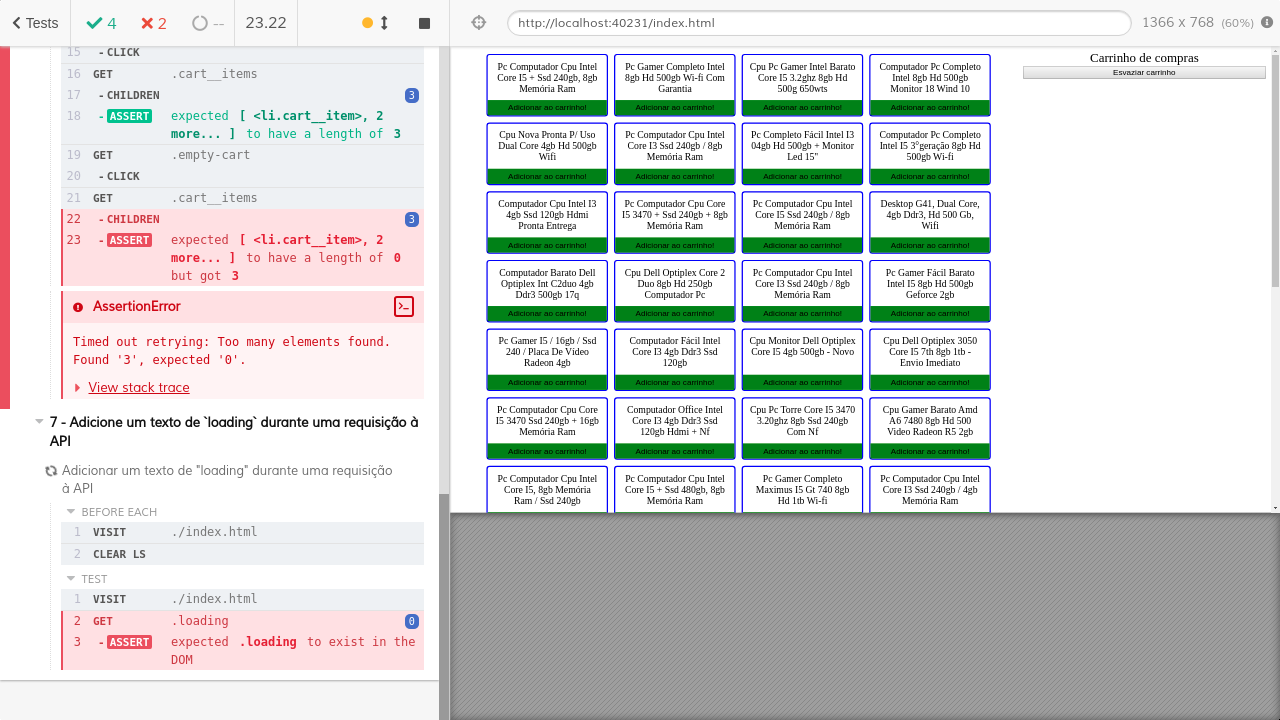 Tests 4 2 -- 23.22
15 -CLICK
16 GET .cart__items
17 -CHILDREN 3
18 -ASSERT expected [ <li.cart__item>, 2 more... ] to have a length of 3
19 GET .empty-cart
20 -CLICK
21 GET .cart__items
22 -CHILDREN 3
23 -ASSERT expected [ <li.cart__item>, 2 more... ] to have a length of 0 but got 3
AssertionError
Timed out retrying: Too many elements found.
Found '3', expected '0'.
View stack trace
7 - Adicione um texto de `loading` durante uma requisição à
API
Adicionar um texto de "loading" durante uma requisição
à API
BEFORE EACH
1 VISIT ./index.html
2 CLEAR LS
TEST
1 VISIT ./index.html
2 GET .loading 0
3 -ASSERT expected .loading to exist in the
DOM
http://localhost:40231/index.html 1366 x 768 (60%)
Pc Computador Cpu Intel
Core I5 + Ssd 240gb, 8gb
Memória Ram
Adicionar ao carrinho!
Pc Gamer Completo Intel
8gb Hd 500gb Wi-fi Com
Garantia
Adicionar ao carrinho!
Cpu Pc Gamer Intel Barato
Core I5 3.2ghz 8gb Hd
500g 650wts
Adicionar ao carrinho!
Computador Pc Completo
Intel 8gb Hd 500gb
Monitor 18 Wind 10
Adicionar ao carrinho!
Cpu Nova Pronta P/ Uso
Dual Core 4gb Hd 500gb
Wifi
Adicionar ao carrinho!
Pc Computador Cpu Intel
Core I3 Ssd 240gb / 8gb
Memória Ram
Adicionar ao carrinho!
Pc Completo Fácil Intel I3
04gb Hd 500gb + Monitor
Led 15"
Adicionar ao carrinho!
Computador Pc Completo
Intel I5 3°geração 8gb Hd
500gb Wi-fi
Adicionar ao carrinho!
Computador Cpu Intel I3
4gb Ssd 120gb Hdmi
Pronta Entrega
Adicionar ao carrinho!
Pc Computador Cpu Core
I5 3470 + Ssd 240gb + 8gb
Memória Ram
Adicionar ao carrinho!
Pc Computador Cpu Intel
Core I5 Ssd 240gb / 8gb
Memória Ram
Adicionar ao carrinho!
Desktop G41, Dual Core,
4gb Ddr3, Hd 500 Gb,
Wifi
Adicionar ao carrinho!
Computador Barato Dell
Optiplex Int C2duo 4gb
Ddr3 500gb 17q
Adicionar ao carrinho!
Cpu Dell Optiplex Core 2
Duo 8gb Hd 250gb
Computador Pc
Adicionar ao carrinho!
Pc Computador Cpu Intel
Core I3 Ssd 240gb / 8gb
Memória Ram
Adicionar ao carrinho!
Pc Gamer Fácil Barato
Intel I5 8gb Hd 500gb
Geforce 2gb
Adicionar ao carrinho!
Pc Gamer I5 / 16gb / Ssd
240 / Placa De Vídeo
Radeon 4gb
Adicionar ao carrinho!
Computador Fácil Intel
Core I3 4gb Ddr3 Ssd
120gb
Adicionar ao carrinho!
Cpu Monitor Dell Optiplex
Core I5 4gb 500gb - Novo
Adicionar ao carrinho!
Cpu Dell Optiplex 3050
Core I5 7th 8gb 1tb -
Envio Imediato
Adicionar ao carrinho!
Pc Computador Cpu Core
I5 3470 Ssd 240gb + 16gb
Memória Ram
Adicionar ao carrinho!
Computador Office Intel
Core I3 4gb Ddr3 Ssd
120gb Hdmi + Nf
Adicionar ao carrinho!
Cpu Pc Torre Core I5 3470
3.20ghz 8gb Ssd 240gb
Com Nf
Adicionar ao carrinho!
Cpu Gamer Barato Amd
A6 7480 8gb Hd 500
Video Radeon R5 2gb
Adicionar ao carrinho!
Pc Computador Cpu Intel
Core I5, 8gb Memória
Ram / Ssd 240gb
Pc Computador Cpu Intel
Core I5 + Ssd 480gb, 8gb
Memória Ram
Pc Gamer Completo
Maximus I5 Gt 740 8gb
Hd 1tb Wi-fi
Pc Computador Cpu Intel
Core I3 Ssd 240gb / 4gb
Memória Ram
Carrinho de compras
Esvaziar carrinho